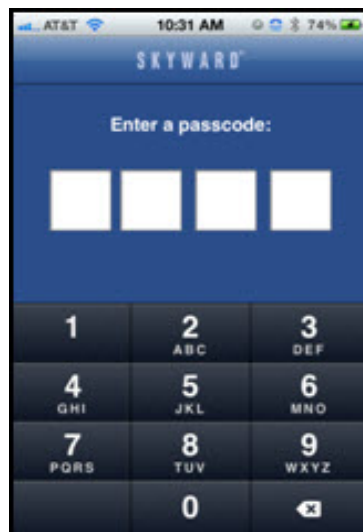 AT&T 10:31 AM 74%
SKYWARD
Enter a passcode:
1 2 3
ABC DEF
4 5 6
GHI JKL MNO
7 8 9
PQRS TUV WXYZ
0